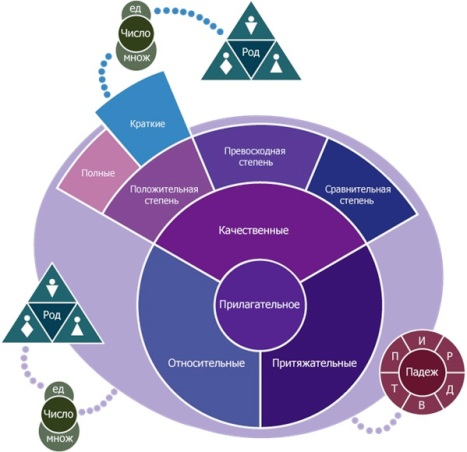 ед
Число
множ
Род
Краткие
Полные
Положительная
степень
Превосходная
степень
Сравнительная
степень
Качественные
Прилагательное
Относительные
Притяжательные
Род
ед
Число
множ
И
Р
Д
В
Т
П
Падеж